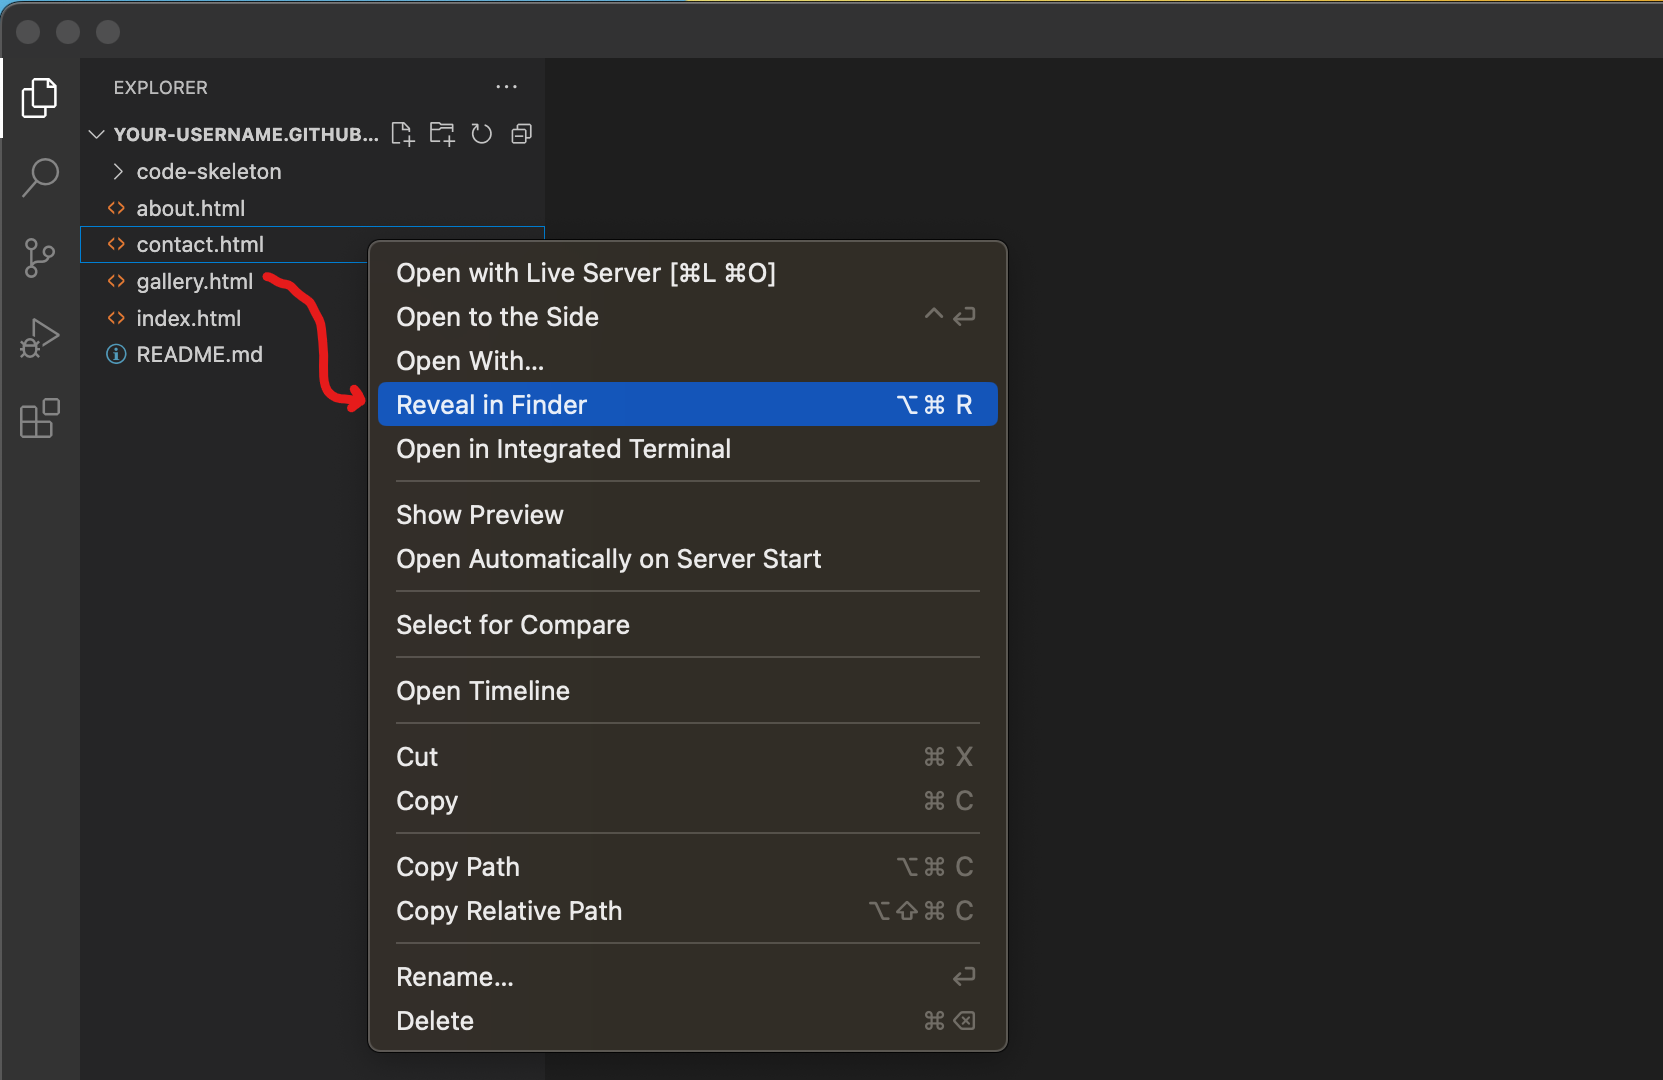 EXPLORER
YOUR-USERNAME.GITHUB...
code-skeleton
about.html
contact.html
gallery.html
index.html
README.md
Open with Live Server [⌘L ⌘O]
Open to the Side ⌃ ↩
Open With...
Reveal in Finder ⌥⌘ R
Open in Integrated Terminal
Show Preview
Open Automatically on Server Start
Select for Compare
Open Timeline
Cut ⌘ X
Copy ⌘ C
Copy Path ⌥⌘ C
Copy Relative Path ⌥⇧⌘ C
Rename... ↩
Delete ⌘ ⌫